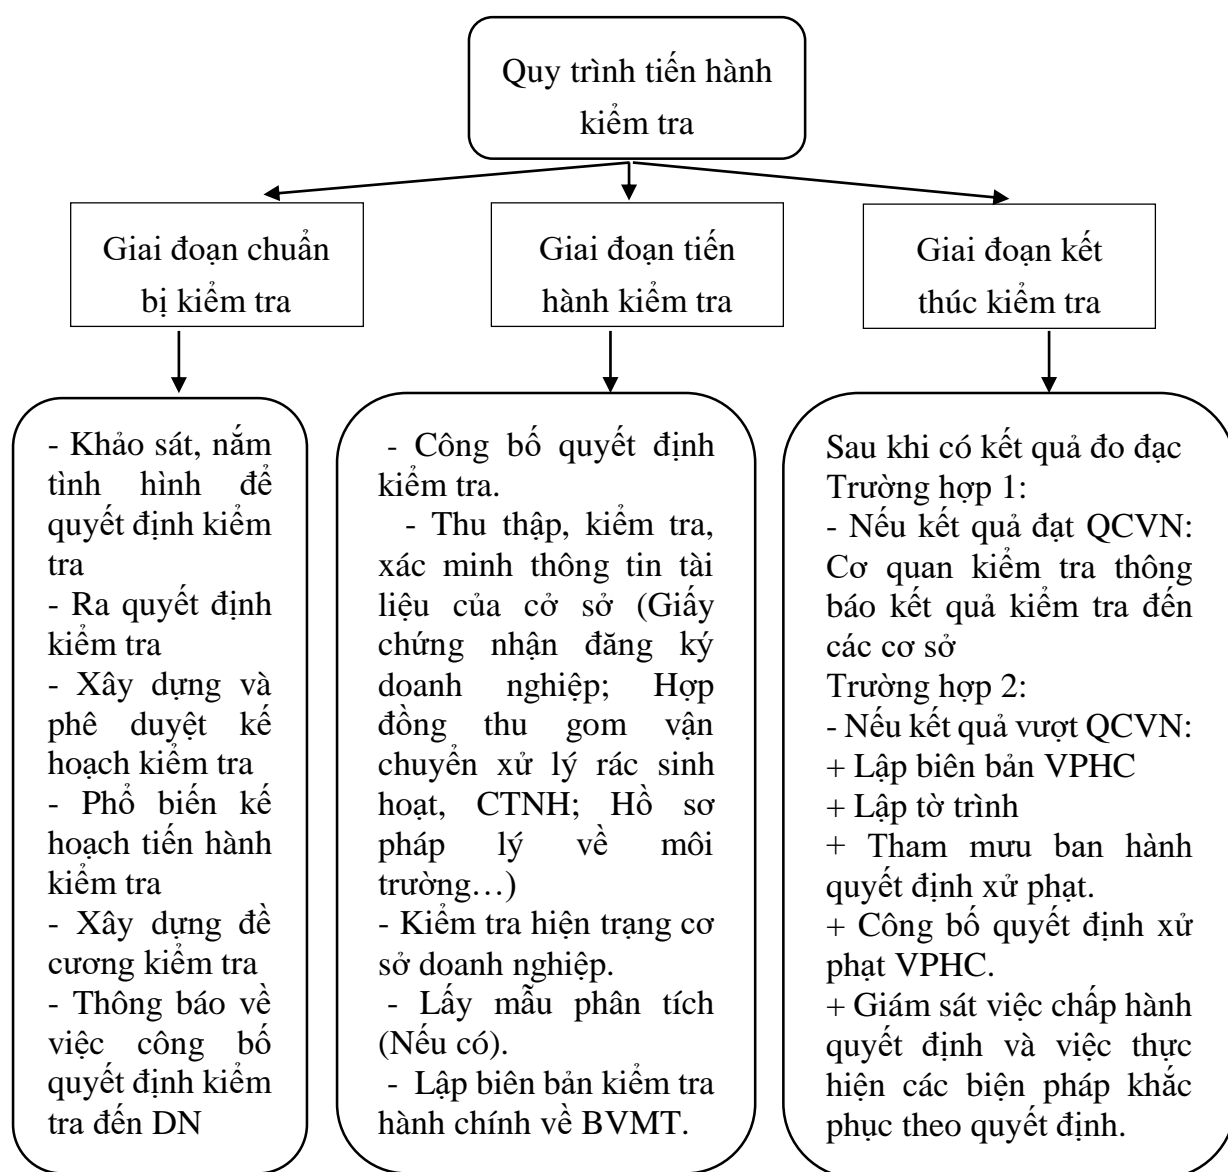 Quy trình tiến hành
kiểm tra
Giai đoạn chuẩn
bị kiểm tra
Giai đoạn tiến
hành kiểm tra
Giai đoạn kết
thúc kiểm tra
- Khảo sát, nắm
tình hình để
quyết định kiểm
tra
- Ra quyết định
kiểm tra
- Xây dựng và
phê duyệt kế
hoạch kiểm tra
- Phổ biến kế
hoạch tiến hành
kiểm tra
- Xây dựng đề
cương kiểm tra
- Thông báo về
việc công bố
quyết định kiểm
tra đến DN
- Công bố quyết định
kiểm tra.
- Thu thập, kiểm tra,
xác minh thông tin tài
liệu của cở sở (Giấy
chứng nhận đăng ký
doanh nghiệp; Hợp
đồng thu gom vận
chuyển xử lý rác sinh
hoạt, CTNH; Hồ sơ
pháp lý về môi
trường…)
- Kiểm tra hiện trạng cơ
sở doanh nghiệp.
- Lấy mẫu phân tích
(Nếu có).
- Lập biên bản kiểm tra
hành chính về BVMT.
Sau khi có kết quả đo đạc
Trường hợp 1:
- Nếu kết quả đạt QCVN:
Cơ quan kiểm tra thông
báo kết quả kiểm tra đến
các cơ sở
Trường hợp 2:
- Nếu kết quả vượt QCVN:
+ Lập biên bản VPHC
+ Lập tờ trình
+ Tham mưu ban hành
quyết định xử phạt.
+ Công bố quyết định xử
phạt VPHC.
+ Giám sát việc chấp hành
quyết định và việc thực
hiện các biện pháp khắc
phục theo quyết định.